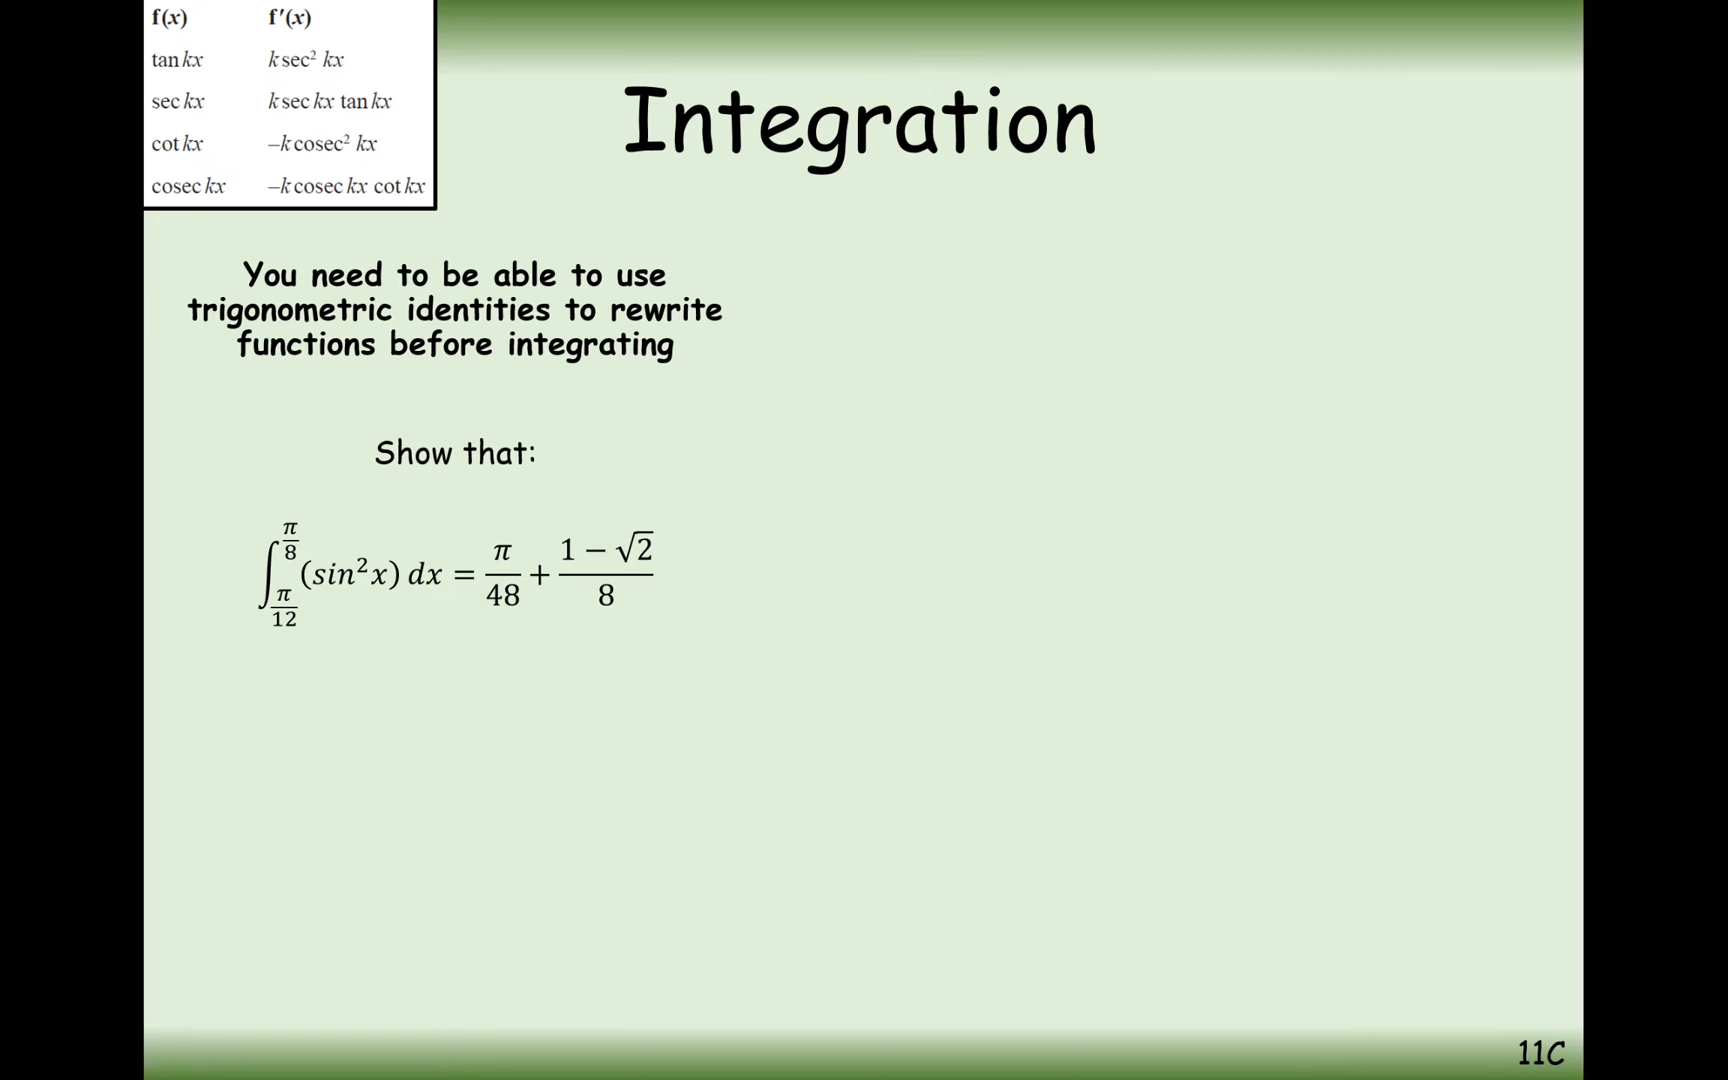 f(x) f′(x)
tan kx k sec² kx
sec kx k sec kx tan kx
cot kx –k cosec² kx
cosec kx –k cosec kx cot kx
Integration
You need to be able to use
trigonometric identities to rewrite
functions before integrating
Show that:
∫_{π/12}^{π/8} (sin²x) dx = π/48 + (1 − √2)/8
11C